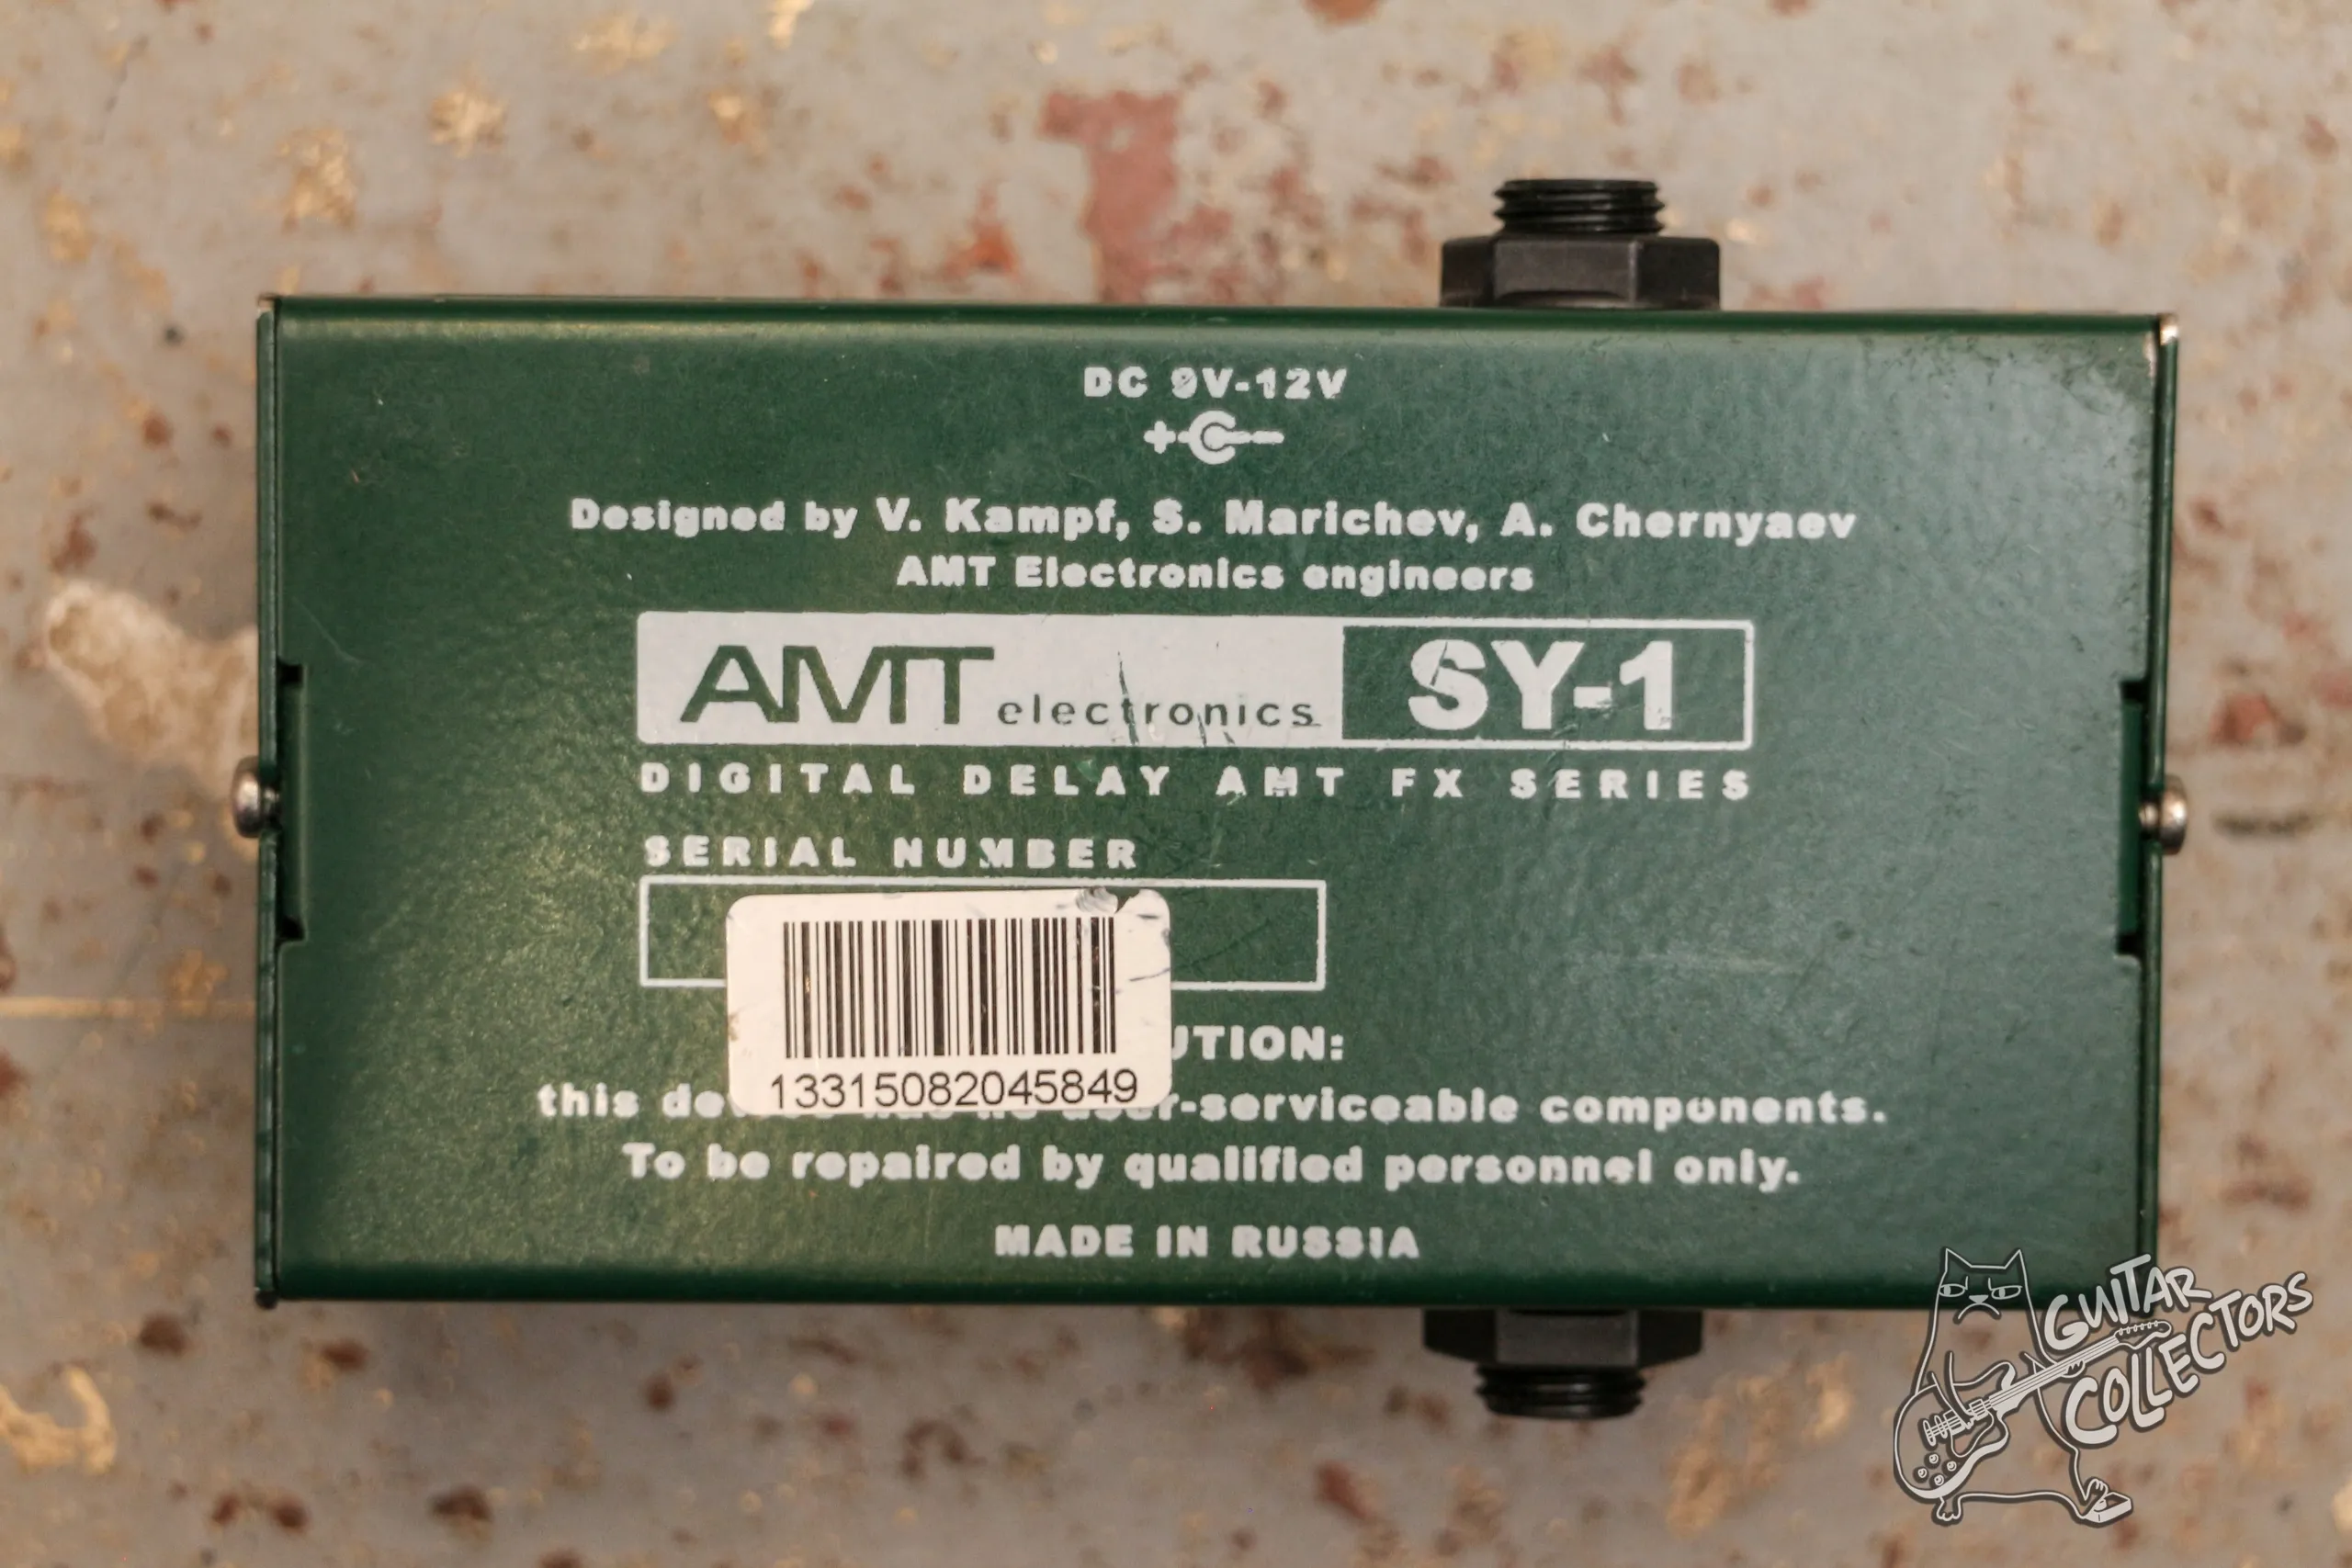 DC 9V-12V
+ -
Designed by V. Kampf, S. Marichev, A. Chernyaev
AMT Electronics engineers
AMT electronics SY-1
DIGITAL DELAY AMT FX SERIES
SERIAL NUMBER
13315082045849
UTION:
this de user-serviceable components.
To be repaired by qualified personnel only.
MADE IN RUSSIA
GUITAR
COLLECTORS